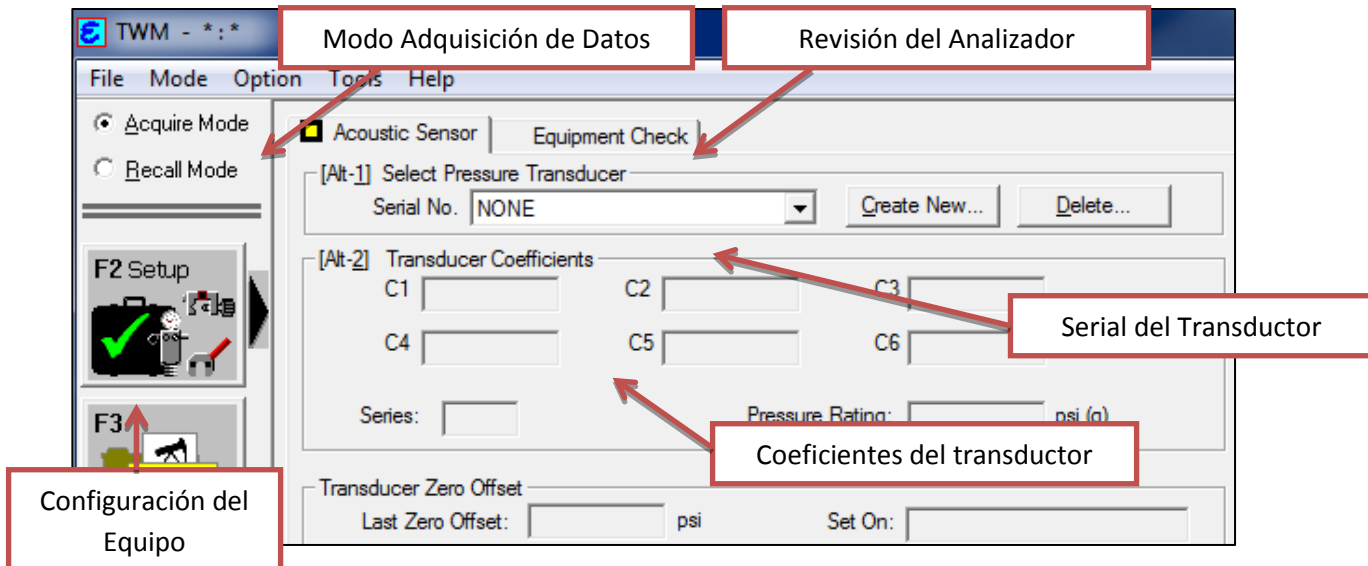 TWM - *:*
Modo Adquisición de Datos
Revisión del Analizador
File Mode Option Tools Help
Acquire Mode
Recall Mode
Acoustic Sensor
Equipment Check
[Alt-1] Select Pressure Transducer
Serial No. NONE
Create New...
Delete...
F2 Setup
[Alt-2] Transducer Coefficients
C1 C2 C3
Serial del Transductor
C4 C5 C6
F3
Series:
Pressure Rating: psi (g)
Coeficientes del transductor
Configuración del
Equipo
Transducer Zero Offset
Last Zero Offset: psi Set On: